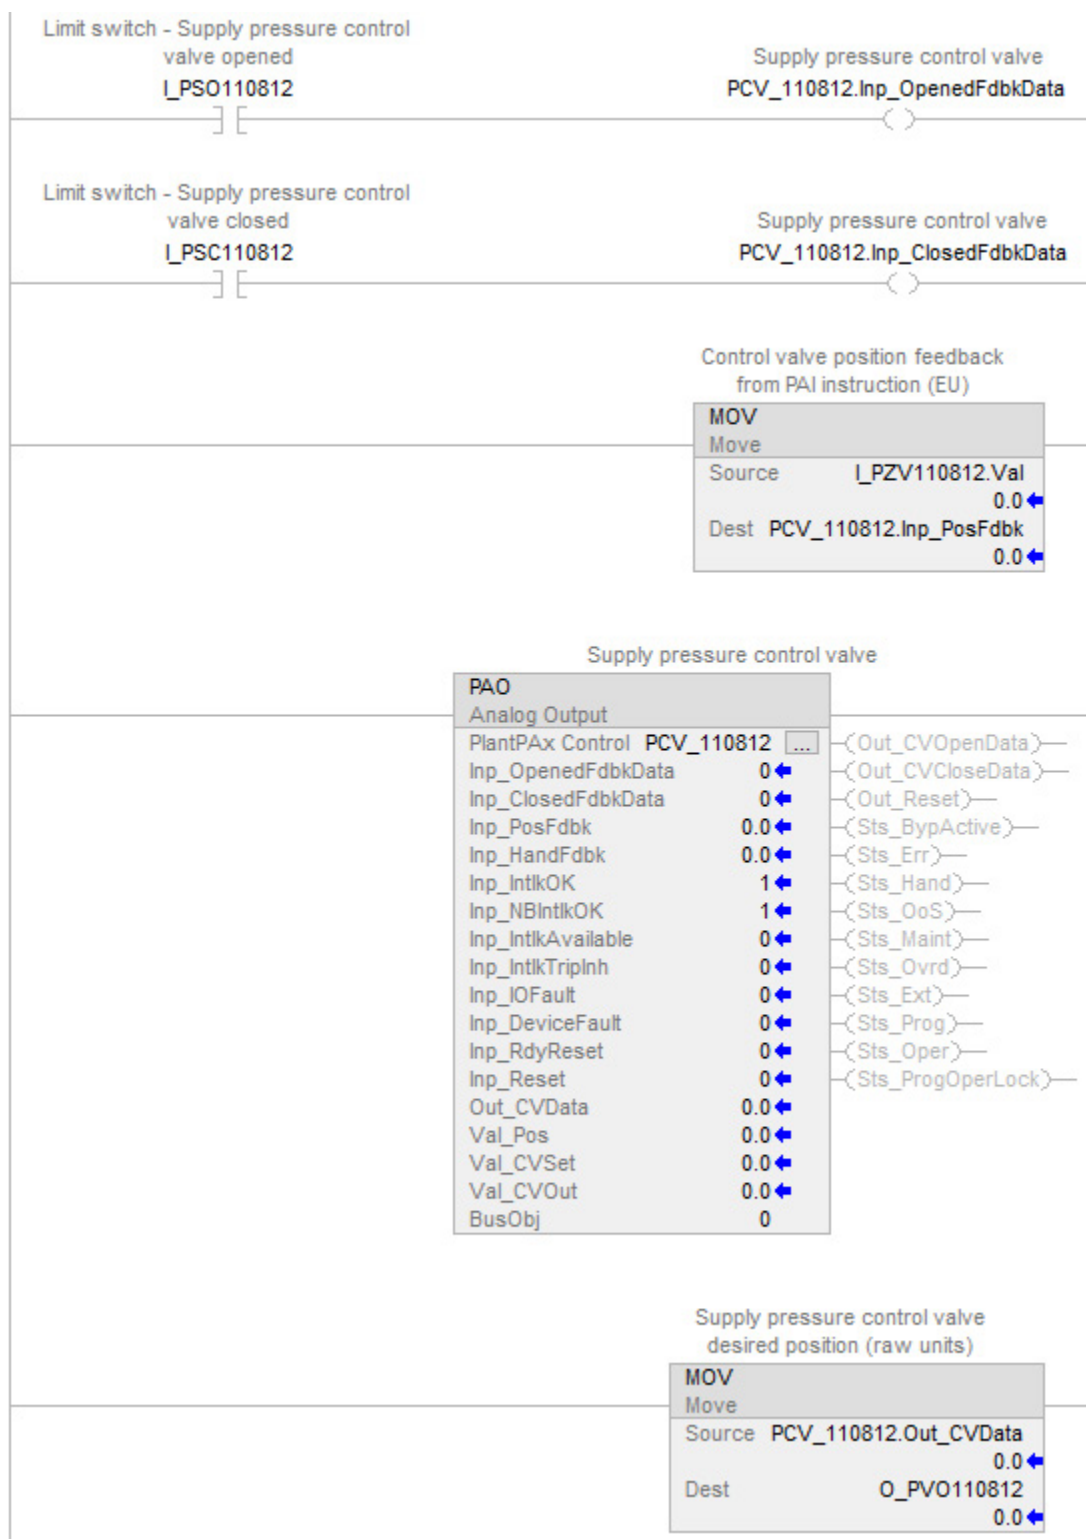 Limit switch - Supply pressure control
valve opened
I_PSO110812
Supply pressure control valve
PCV_110812.Inp_OpenedFdbkData
Limit switch - Supply pressure control
valve closed
I_PSC110812
Supply pressure control valve
PCV_110812.Inp_ClosedFdbkData
Control valve position feedback
from PAI instruction (EU)
MOV
Move
Source I_PZV110812.Val
0.0
Dest PCV_110812.Inp_PosFdbk
0.0
Supply pressure control valve
PAO
Analog Output
PlantPAx Control PCV_110812 ... Out_CVOpenData
Inp_OpenedFdbkData 0 Out_CVCloseData
Inp_ClosedFdbkData 0 Out_Reset
Inp_PosFdbk 0.0 Sts_BypActive
Inp_HandFdbk 0.0 Sts_Err
Inp_IntlkOK 1 Sts_Hand
Inp_NBIntlkOK 1 Sts_OoS
Inp_IntlkAvailable 0 Sts_Maint
Inp_IntlkTripInh 0 Sts_Ovrd
Inp_IOFault 0 Sts_Ext
Inp_DeviceFault 0 Sts_Prog
Inp_RdyReset 0 Sts_Oper
Inp_Reset 0 Sts_ProgOperLock
Out_CVData 0.0
Val_Pos 0.0
Val_CVSet 0.0
Val_CVOut 0.0
BusObj 0
Supply pressure control valve
desired position (raw units)
MOV
Move
Source PCV_110812.Out_CVData
0.0
Dest O_PVO110812
0.0